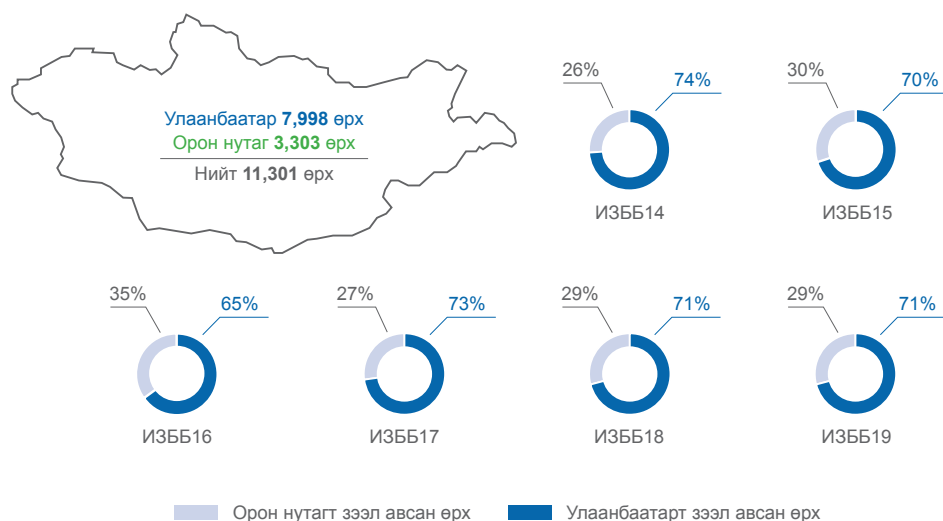 Улаанбаатар 7,998 өрх
Орон нутаг 3,303 өрх
Нийт 11,301 өрх
26%
74%
ИЗББ14
30%
70%
ИЗББ15
35%
65%
ИЗББ16
27%
73%
ИЗББ17
29%
71%
ИЗББ18
29%
71%
ИЗББ19
Орон нутагт зээл авсан өрх
Улаанбаатарт зээл авсан өрх